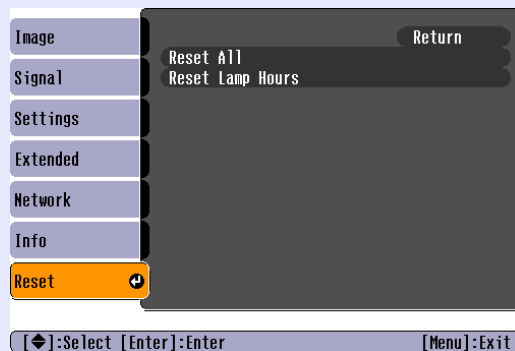 Image
Signal
Settings
Extended
Network
Info
Reset
Return
Reset All
Reset Lamp Hours
[◆]:Select [Enter]:Enter
[Menu]:Exit